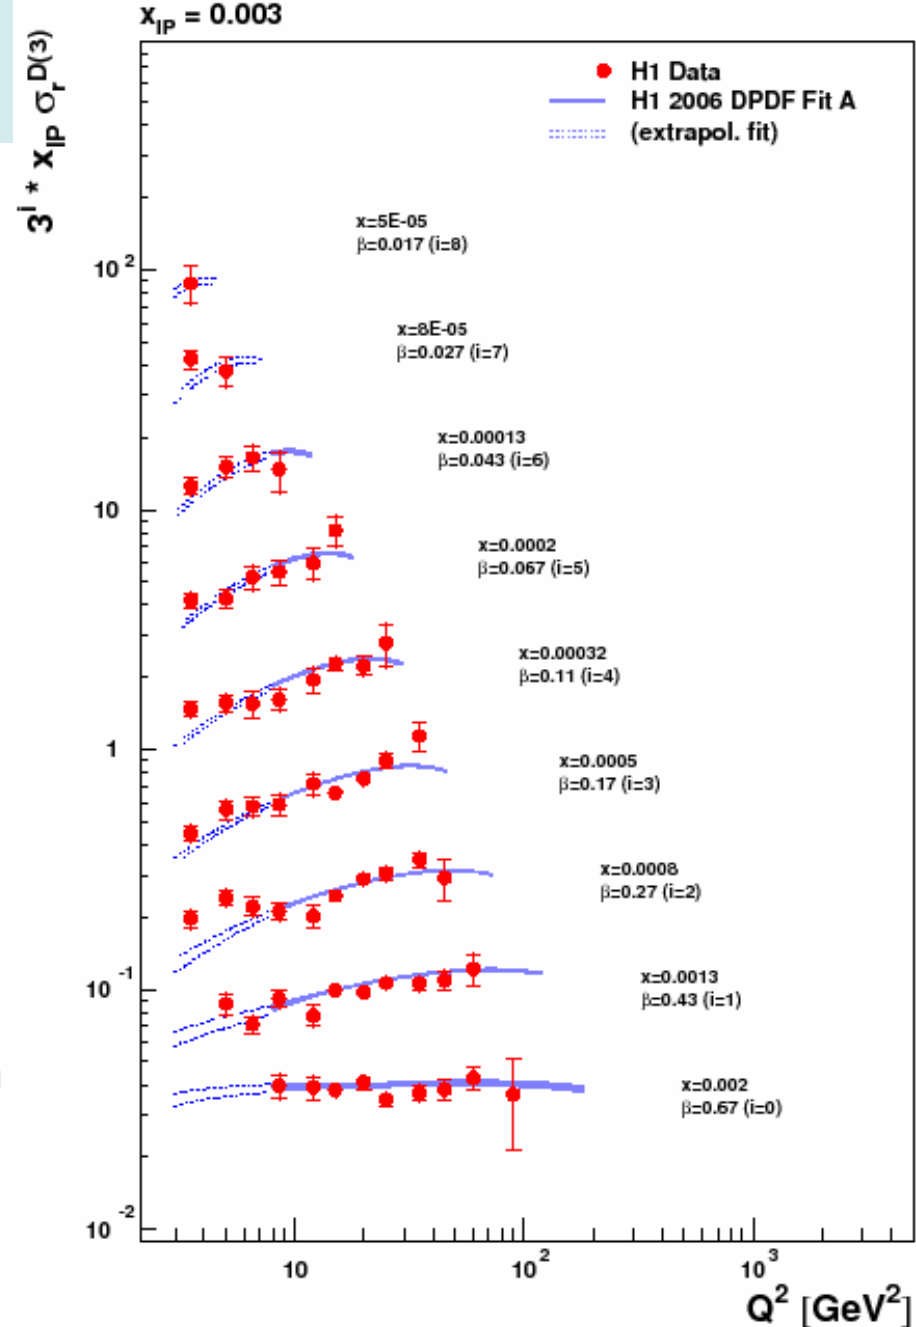 x_IP = 0.003
3^i * x_IP σ_r^D(3)
H1 Data
H1 2006 DPDF Fit A
(extrapol. fit)
x=5E-05
β=0.017 (i=8)
10^2
x=8E-05
β=0.027 (i=7)
x=0.00013
β=0.043 (i=6)
10
x=0.0002
β=0.067 (i=5)
x=0.00032
β=0.11 (i=4)
1
x=0.0005
β=0.17 (i=3)
x=0.0008
β=0.27 (i=2)
10^-1
x=0.0013
β=0.43 (i=1)
x=0.002
β=0.67 (i=0)
10^-2
10 10^2 10^3
Q^2 [GeV^2]